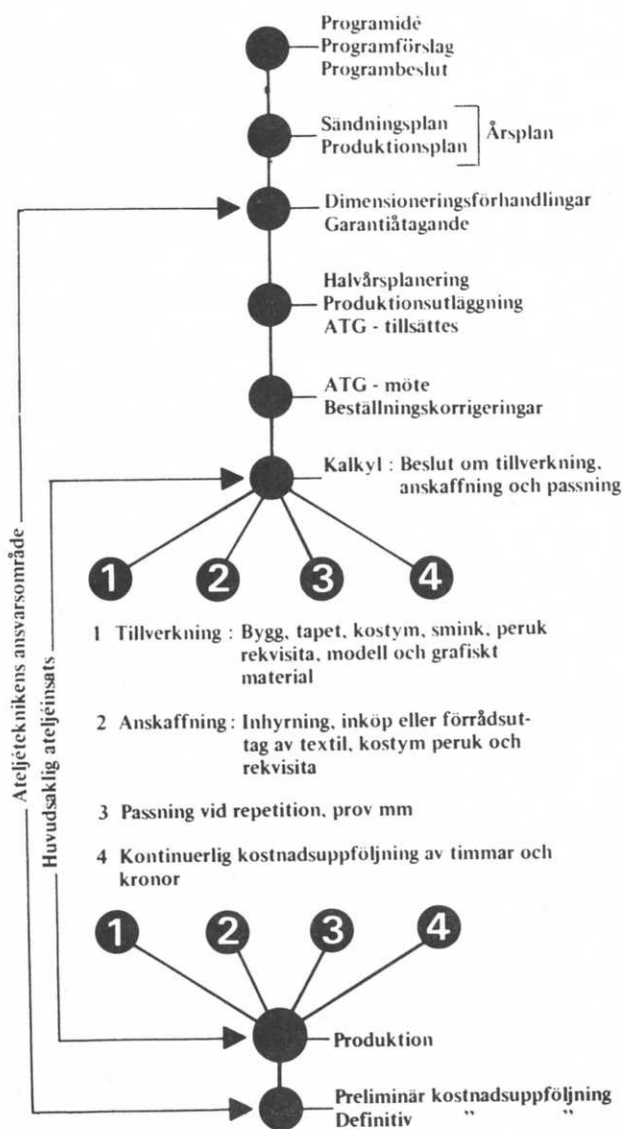 Programidé
Programförslag
Programbeslut
Sändningsplan
Produktionsplan
Årsplan
Dimensioneringsförhandlingar
Garantiåtagande
Halvårsplanering
Produktionsutläggning
ATG - tillsättes
ATG - möte
Beställningskorrigeringar
Kalkyl : Beslut om tillverkning,
anskaffning och passning
Ateljéteknikens ansvarsområde
Huvudsaklig ateljéinsats
1 2 3 4
1 Tillverkning : Bygg, tapet, kostym, smink, peruk
rekvisita, modell och grafiskt
material
2 Anskaffning : Inhyrning, inköp eller förrådsut-
tag av textil, kostym peruk och
rekvisita
3 Passning vid repetition, prov mm
4 Kontinuerlig kostnadsuppföljning av timmar och
kronor
1 2 3 4
Produktion
Preliminär kostnadsuppföljning
Definitiv " "